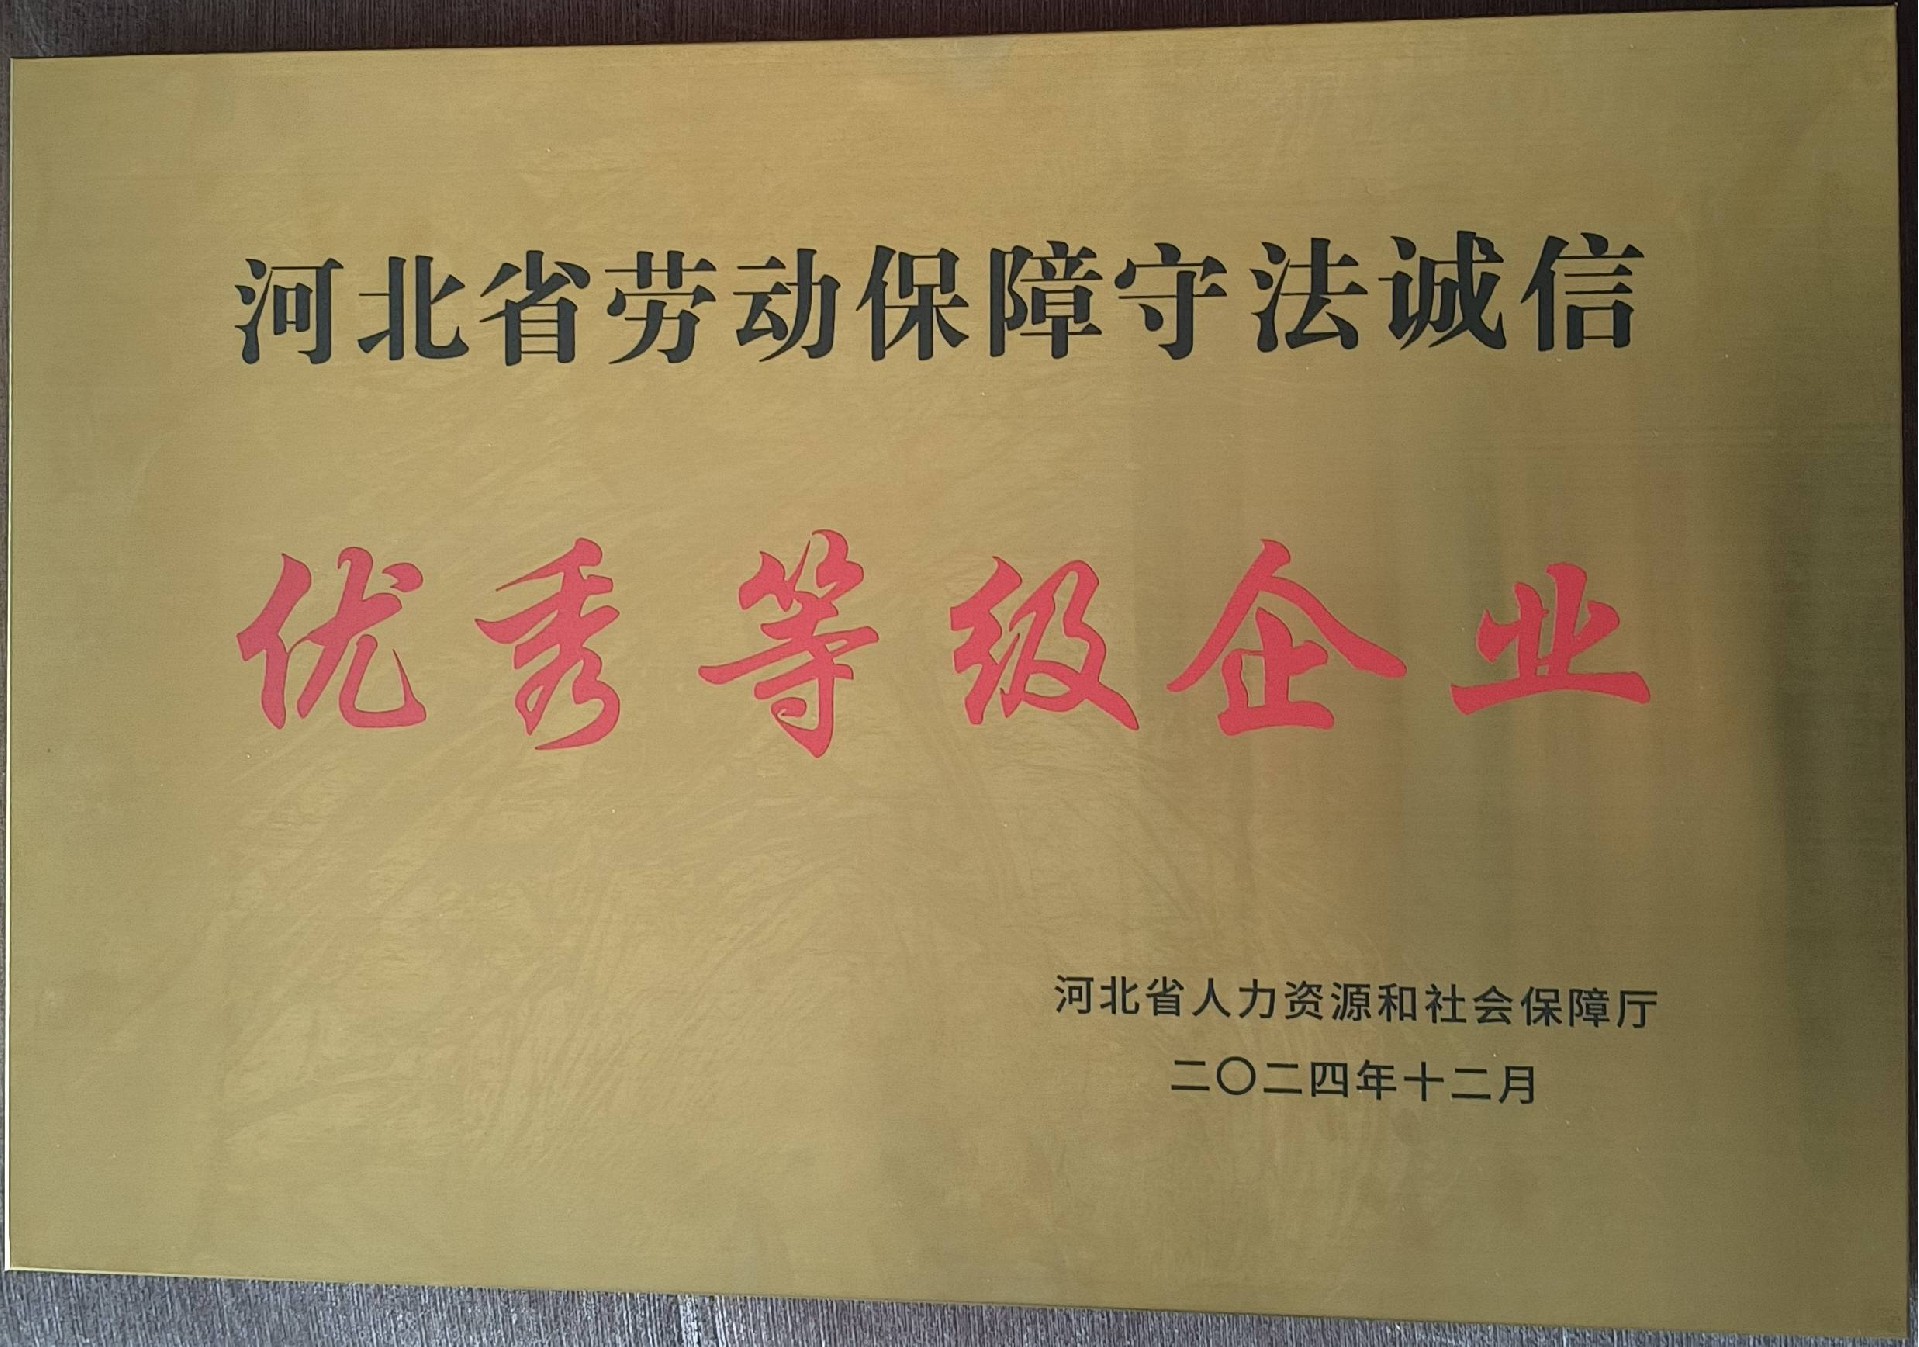 河北省劳动保障守法诚信
优秀等级企业
河北省人力资源和社会保障厅
二〇二四年十二月